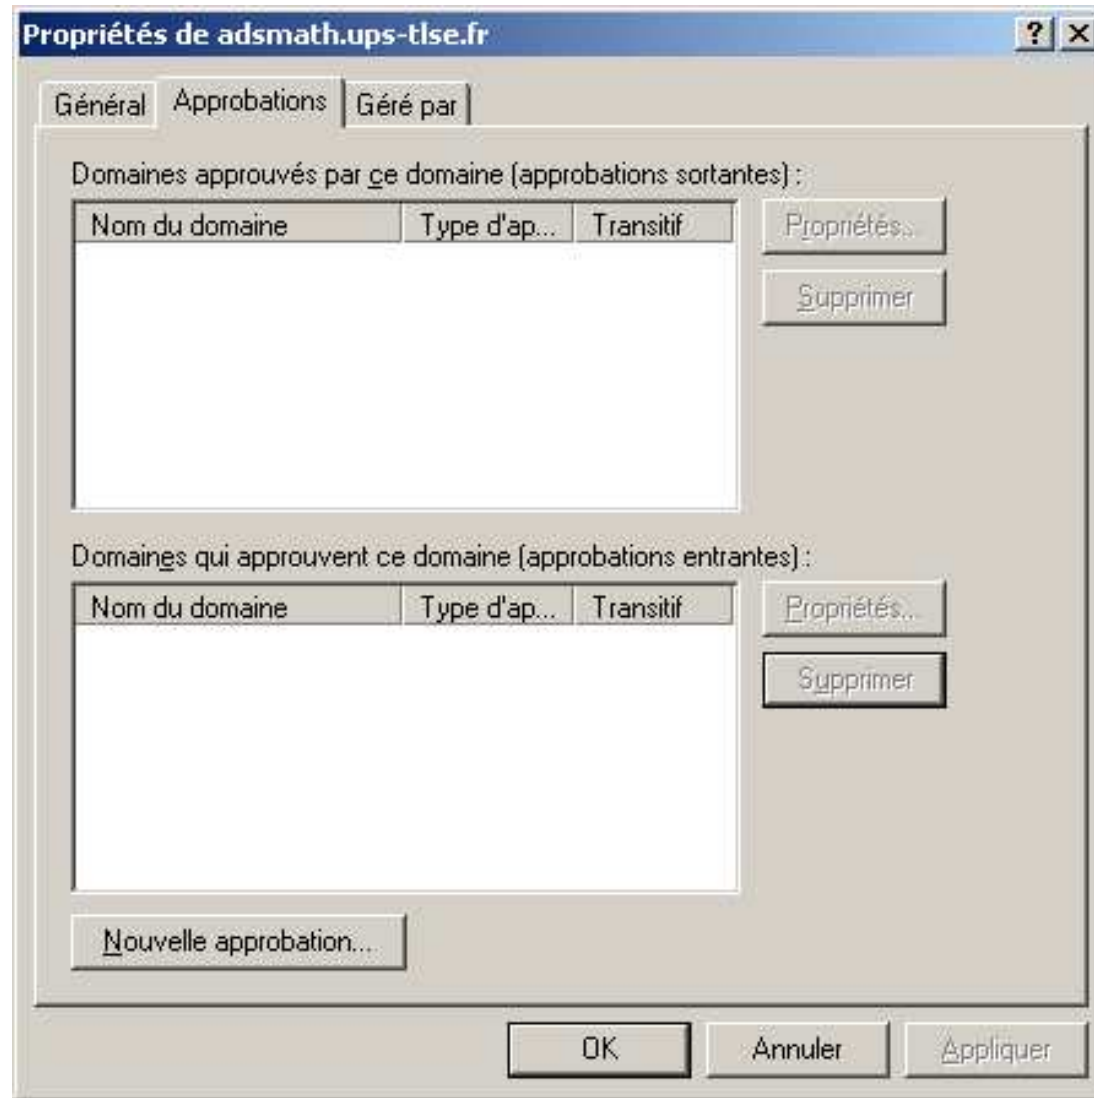 Propriétés de adsmath.ups-tlse.fr
Général Approbations Géré par
Domaines approuvés par ce domaine (approbations sortantes) :
Nom du domaine Type d'ap... Transitif
Propriétés...
Supprimer
Domaines qui approuvent ce domaine (approbations entrantes) :
Nom du domaine Type d'ap... Transitif
Propriétés...
Supprimer
Nouvelle approbation...
OK Annuler Appliquer